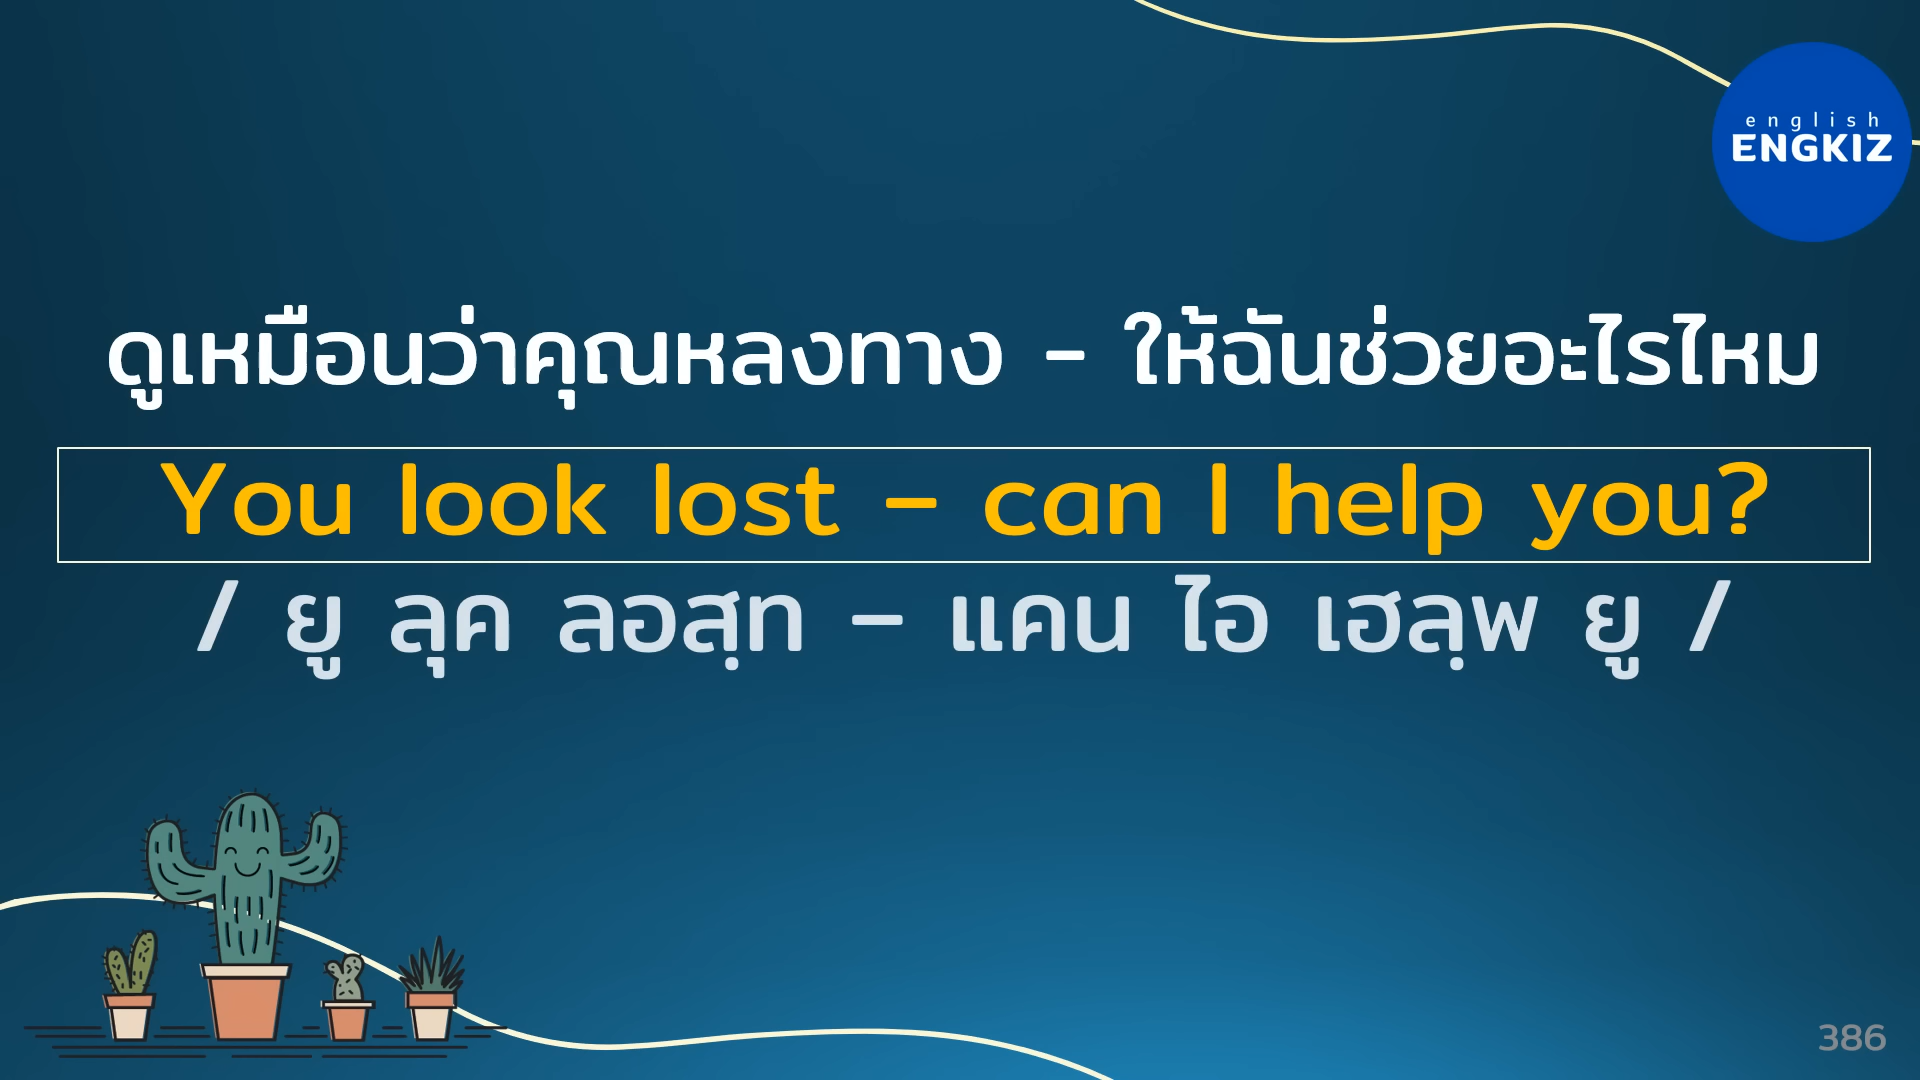 english
ENGKIZ
ดูเหมือนว่าคุณหลงทาง – ให้ฉันช่วยอะไรไหม
You look lost – can I help you?
/ ยู ลุค ลอสฺท – แคน ไอ เฮลฺพ ยู /
386